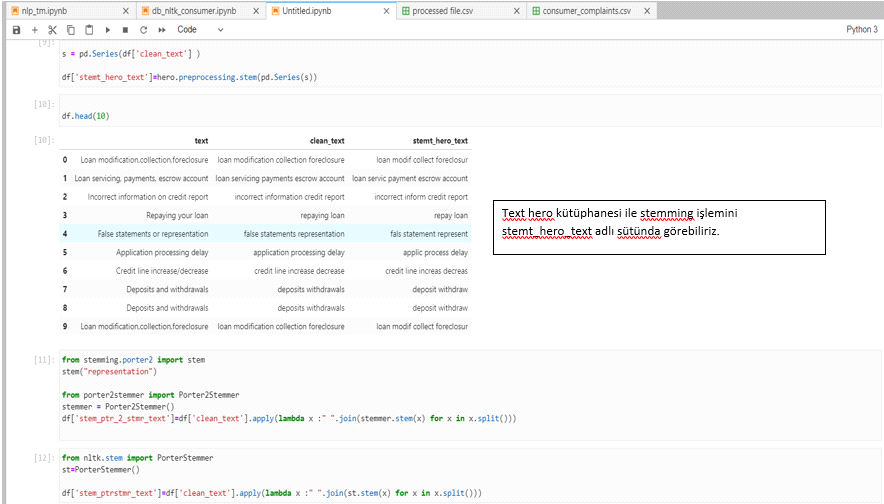 nlp_tm.ipynb
db_nltk_consumer.ipynb
Untitled.ipynb
processed file.csv
consumer_complaints.csv
Code
Python 3
[9]:
s = pd.Series(df['clean_text'] )
df['stemt_hero_text']=hero.preprocessing.stem(pd.Series(s))
[10]:
df.head(10)
[10]:
text clean_text stemt_hero_text
0 Loan modification,collection,foreclosure loan modification collection foreclosure loan modif collect foreclosur
1 Loan servicing, payments, escrow account loan servicing payments escrow account loan servic payment escrow account
2 Incorrect information on credit report incorrect information credit report incorrect inform credit report
3 Repaying your loan repaying loan repay loan
4 False statements or representation false statements representation fals statement represent
5 Application processing delay application processing delay applic process delay
6 Credit line increase/decrease credit line increase decrease credit line increas decreas
7 Deposits and withdrawals deposits withdrawals deposit withdraw
8 Deposits and withdrawals deposits withdrawals deposit withdraw
9 Loan modification,collection,foreclosure loan modification collection foreclosure loan modif collect foreclosur
Text hero kütüphanesi ile stemming işlemini
stemt_hero_text adlı sütünda görebiliriz.
[11]:
from stemming.porter2 import stem
stem("representation")
from porter2stemmer import Porter2Stemmer
stemmer = Porter2Stemmer()
df['stem_ptr_2_stmr_text']=df['clean_text'].apply(lambda x :" ".join(stemmer.stem(x) for x in x.split()))
[12]:
from nltk.stem import PorterStemmer
st=PorterStemmer()
df['stem_ptrstmr_text']=df['clean_text'].apply(lambda x :" ".join(st.stem(x) for x in x.split()))